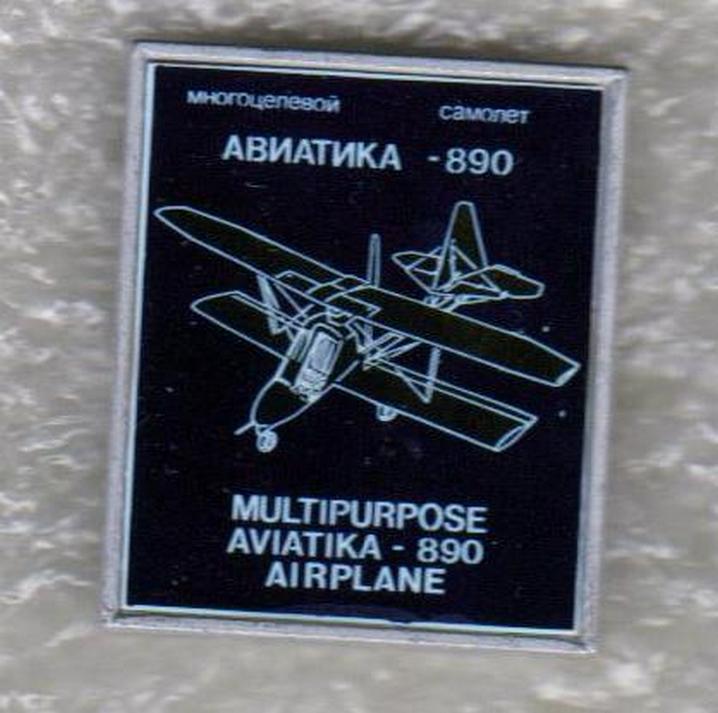 многоцелевой самолет
АВИАТИКА -890
MULTIPURPOSE
AVIATIKA - 890
AIRPLANE